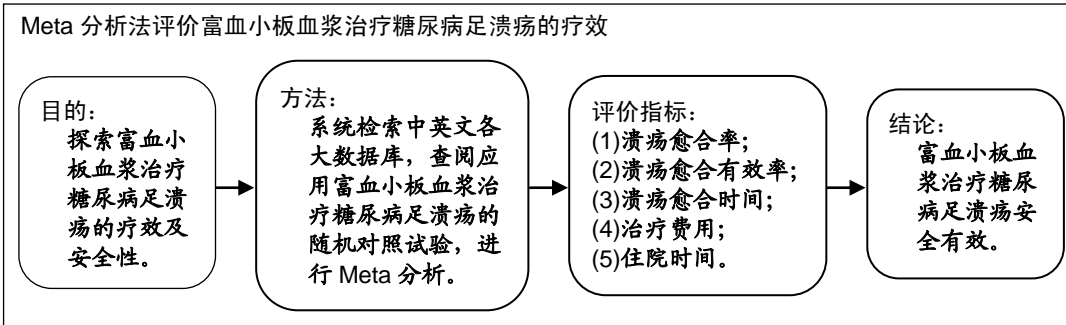 Meta 分析法评价富血小板血浆治疗糖尿病足溃疡的疗效
目的：
探索富血小
板血浆治疗
糖尿病足溃
疡的疗效及
安全性。
方法：
系统检索中英文各
大数据库，查阅应
用富血小板血浆治
疗糖尿病足溃疡的
随机对照试验，进
行 Meta 分析。
评价指标：
(1)溃疡愈合率；
(2)溃疡愈合有效率；
(3)溃疡愈合时间；
(4)治疗费用；
(5)住院时间。
结论：
富血小板血
浆治疗糖尿
病足溃疡安
全有效。